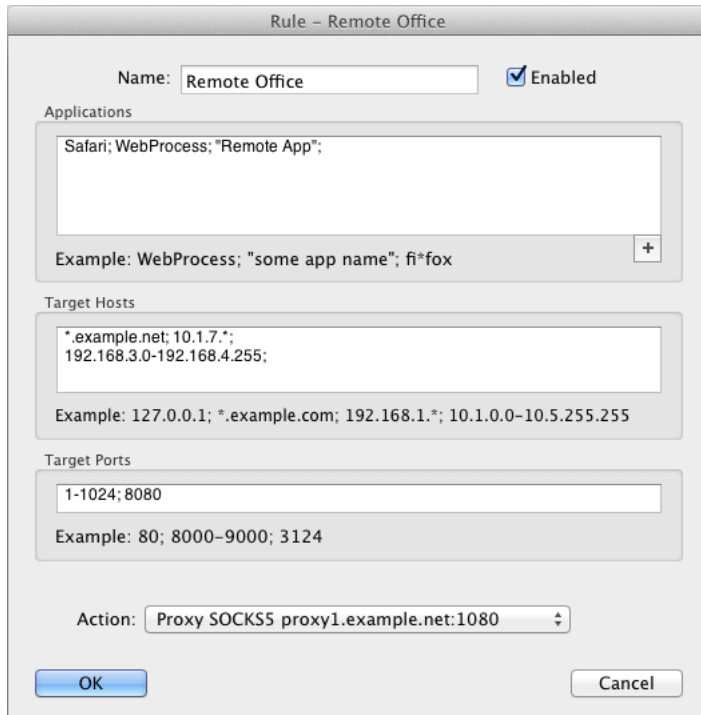 Rule – Remote Office
Name: Remote Office Enabled
Applications
Safari; WebProcess; "Remote App";
+
Example: WebProcess; "some app name"; fi*fox
Target Hosts
*.example.net; 10.1.7.*;
192.168.3.0-192.168.4.255;
Example: 127.0.0.1; *.example.com; 192.168.1.*; 10.1.0.0-10.5.255.255
Target Ports
1-1024; 8080
Example: 80; 8000-9000; 3124
Action: Proxy SOCKS5 proxy1.example.net:1080
OK Cancel